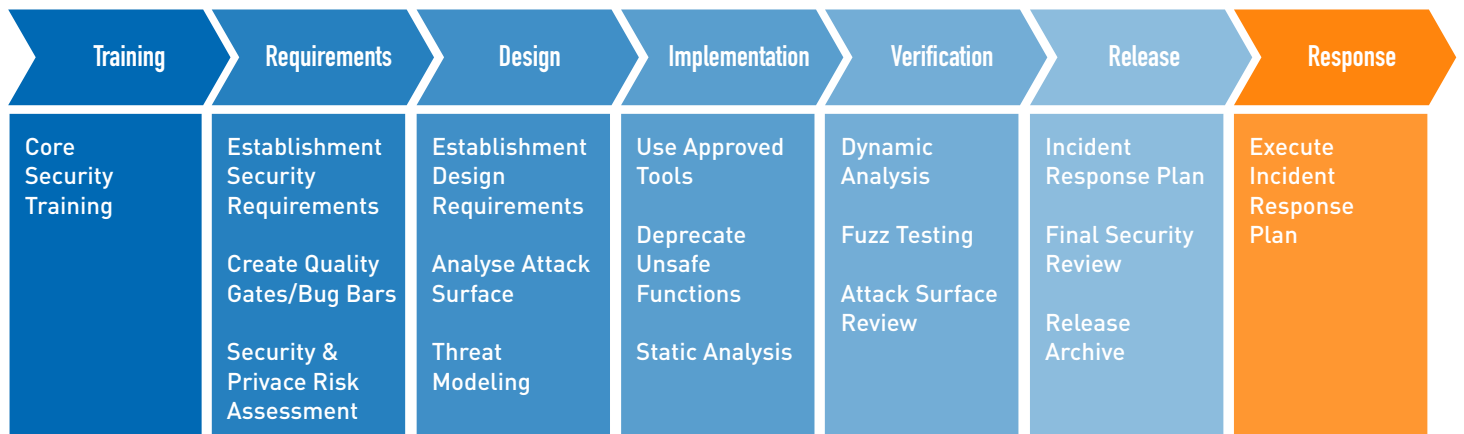 Training
Requirements
Design
Implementation
Verification
Release
Response
Core
Security
Training
Establishment
Security
Requirements
Create Quality
Gates/Bug Bars
Security &
Privace Risk
Assessment
Establishment
Design
Requirements
Analyse Attack
Surface
Threat
Modeling
Use Approved
Tools
Deprecate
Unsafe
Functions
Static Analysis
Dynamic
Analysis
Fuzz Testing
Attack Surface
Review
Incident
Response Plan
Final Security
Review
Release
Archive
Execute
Incident
Response
Plan